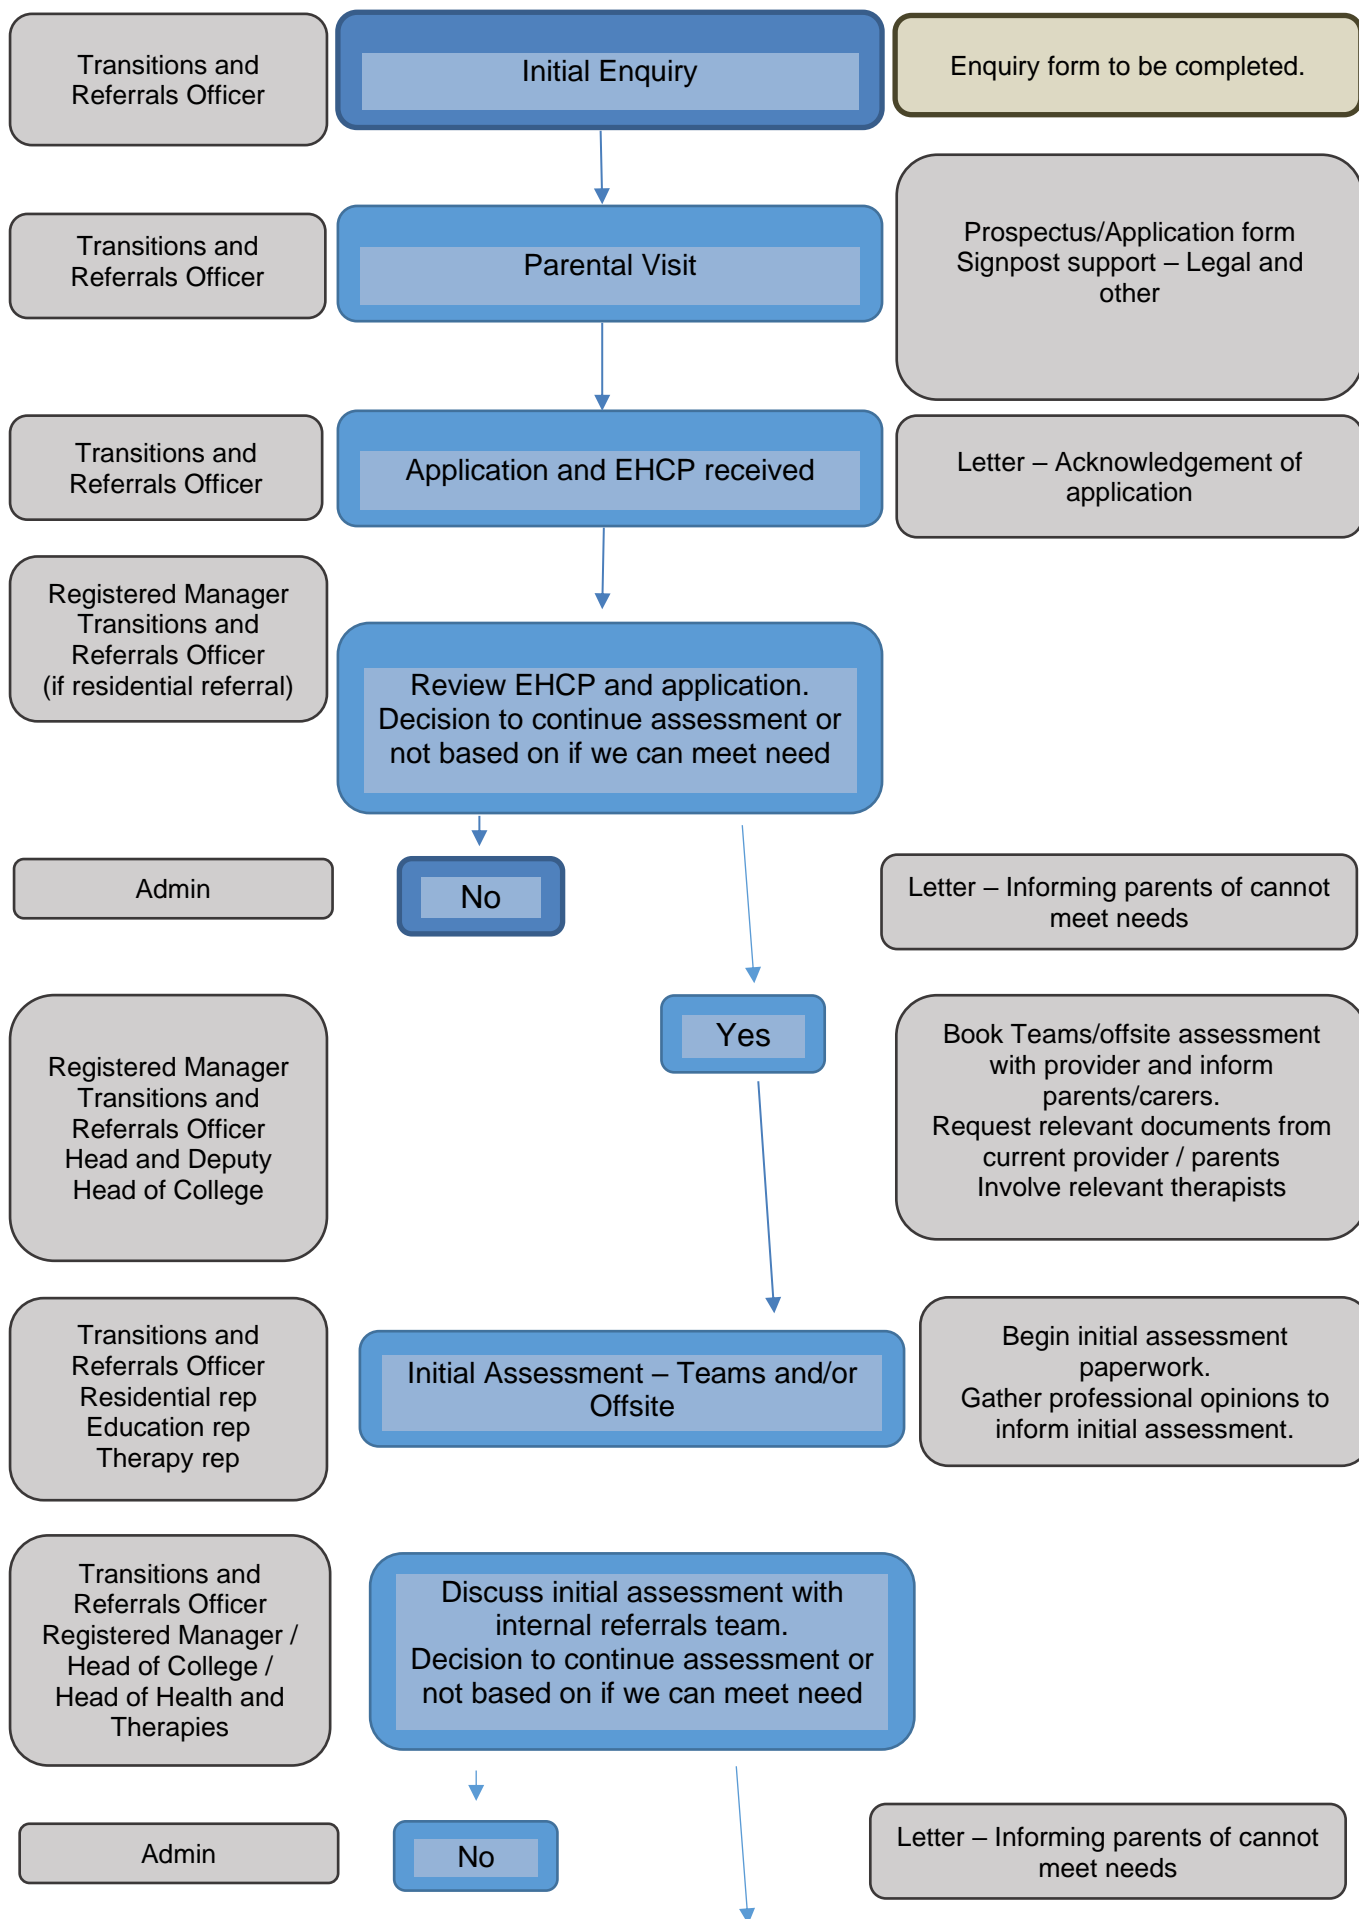 Transitions and
Referrals Officer
Initial Enquiry
Enquiry form to be completed.
Transitions and
Referrals Officer
Parental Visit
Prospectus/Application form
Signpost support – Legal and
other
Transitions and
Referrals Officer
Application and EHCP received
Letter – Acknowledgement of
application
Registered Manager
Transitions and
Referrals Officer
(if residential referral)
Review EHCP and application.
Decision to continue assessment or
not based on if we can meet need
Admin
No
Letter – Informing parents of cannot
meet needs
Registered Manager
Transitions and
Referrals Officer
Head and Deputy
Head of College
Yes
Book Teams/offsite assessment
with provider and inform
parents/carers.
Request relevant documents from
current provider / parents
Involve relevant therapists
Transitions and
Referrals Officer
Residential rep
Education rep
Therapy rep
Initial Assessment – Teams and/or
Offsite
Begin initial assessment
paperwork.
Gather professional opinions to
inform initial assessment.
Transitions and
Referrals Officer
Registered Manager /
Head of College /
Head of Health and
Therapies
Discuss initial assessment with
internal referrals team.
Decision to continue assessment or
not based on if we can meet need
Admin
No
Letter – Informing parents of cannot
meet needs